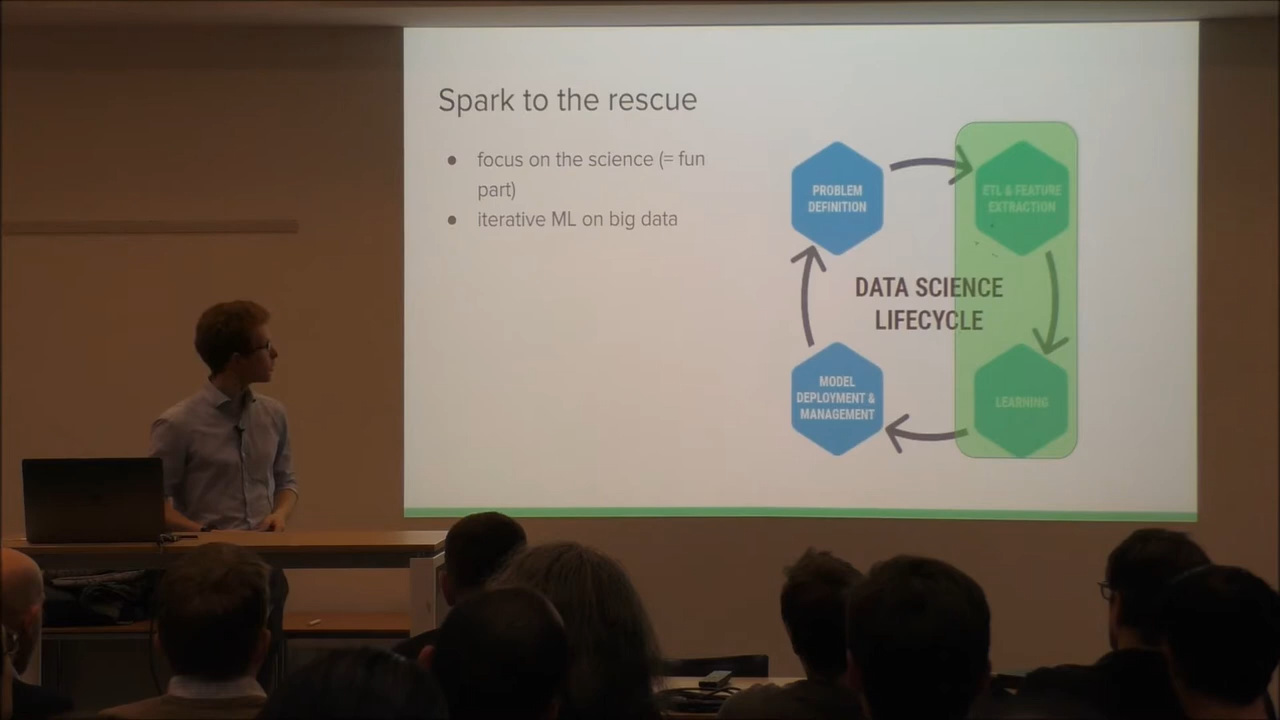 Spark to the rescue
● focus on the science (= fun
part)
● iterative ML on big data
PROBLEM
DEFINITION
ETL & FEATURE
EXTRACTION
DATA SCIENCE
LIFECYCLE
MODEL
DEPLOYMENT &
MANAGEMENT
LEARNING